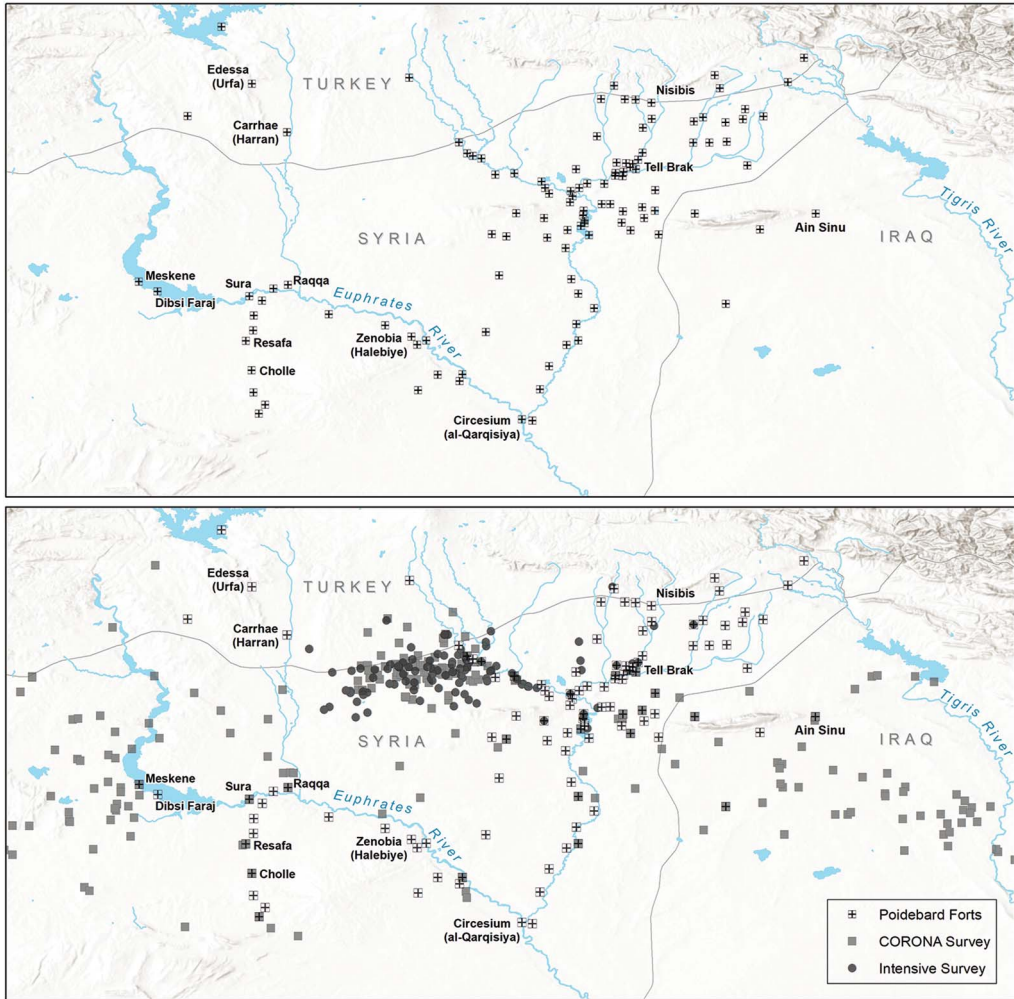 Edessa
(Urfa)
TURKEY
Nisibis
Carrhae
(Harran)
Tell Brak
Tigris River
SYRIA
Ain Sinu
IRAQ
Meskene
Sura
Raqqa
Dibsi Faraj
Euphrates River
Resafa
Zenobia
(Halebiye)
Cholle
Circesium
(al-Qarqisiya)
Edessa
(Urfa)
TURKEY
Nisibis
Carrhae
(Harran)
Tell Brak
Tigris River
SYRIA
Ain Sinu
IRAQ
Meskene
Sura
Raqqa
Dibsi Faraj
Euphrates River
Resafa
Zenobia
(Halebiye)
Cholle
Circesium
(al-Qarqisiya)
Poidebard Forts
CORONA Survey
Intensive Survey